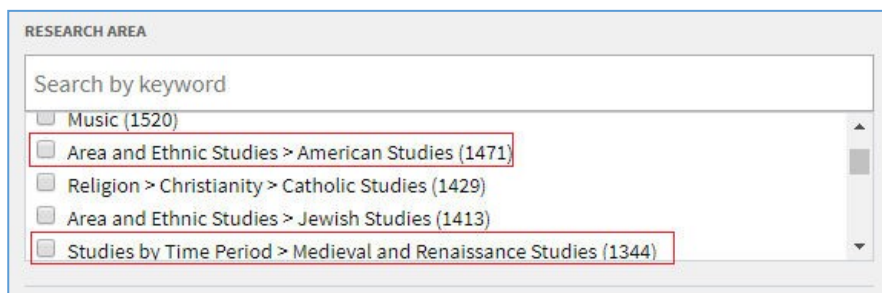 RESEARCH AREA
Search by keyword
Music (1520)
Area and Ethnic Studies > American Studies (1471)
Religion > Christianity > Catholic Studies (1429)
Area and Ethnic Studies > Jewish Studies (1413)
Studies by Time Period > Medieval and Renaissance Studies (1344)